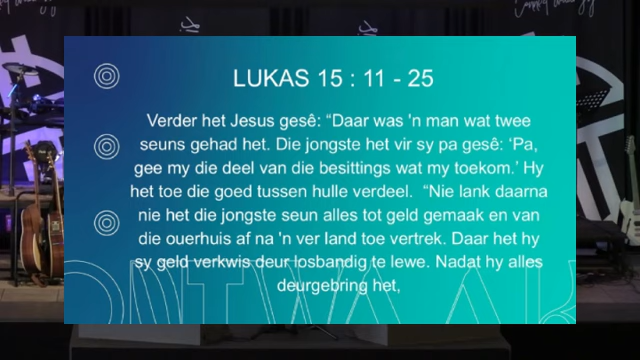 LUKAS 15 : 11 - 25
Verder het Jesus gesê: “Daar was 'n man wat twee
seuns gehad het. Die jongste het vir sy pa gesê: ‘Pa,
gee my die deel van die besittings wat my toekom.’ Hy
het toe die goed tussen hulle verdeel. “Nie lank daarna
nie het die jongste seun alles tot geld gemaak en van
die ouerhuis af na 'n ver land toe vertrek. Daar het hy
sy geld verkwis deur losbandig te lewe. Nadat hy alles
deurgebring het,
ONTWAAK